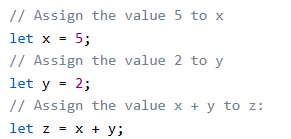 // Assign the value 5 to x
let x = 5;
// Assign the value 2 to y
let y = 2;
// Assign the value x + y to z:
let z = x + y;